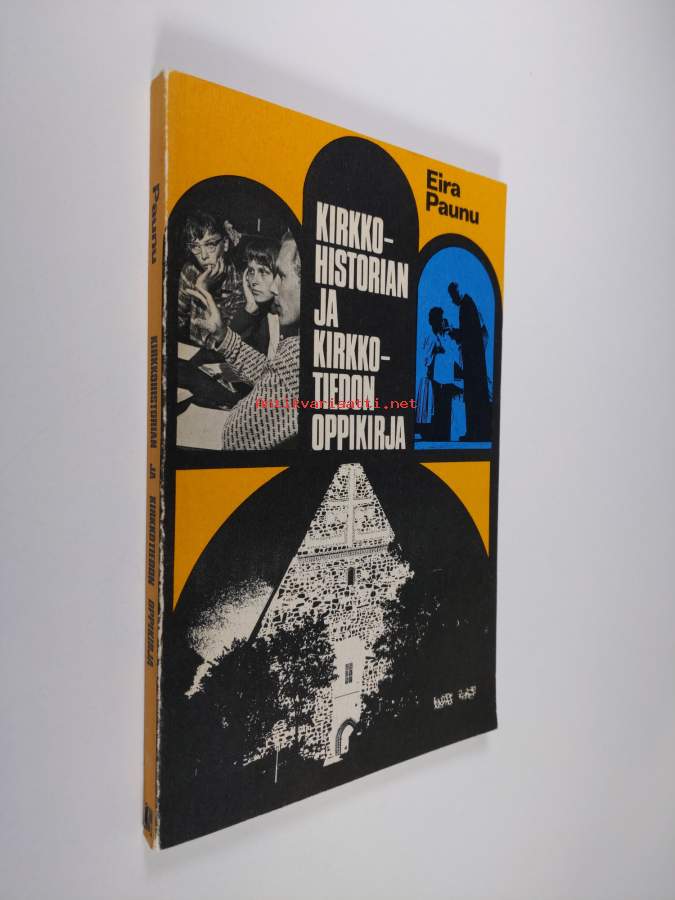 Eira
Paunu
KIRKKO-
HISTORIAN
JA
KIRKKO-
TIEDON
OPPIKIRJA
Antikvariaatti.net
Paunu KIRKKOHISTORIAN JA KIRKKOTIEDON OPPIKIRJA